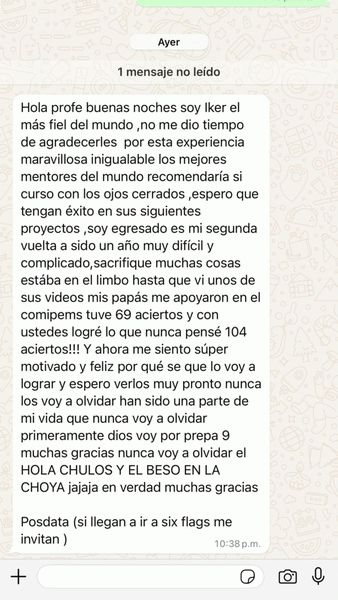 Ayer
1 mensaje no leído
Hola profe buenas noches soy Iker el
más fiel del mundo ,no me dio tiempo
de agradecerles  por esta experiencia
maravillosa inigualable los mejores
mentores del mundo recomendaría si
curso con los ojos cerrados ,espero que
tengan éxito en sus siguientes
proyectos ,soy egresado es mi segunda
vuelta a sido un año muy difícil y
complicado,sacrifique muchas cosas
estába en el limbo hasta que vi unos de
sus videos mis papás me apoyaron en el
comipems tuve 69 aciertos y con
ustedes logré lo que nunca pensé 104
aciertos!!! Y ahora me siento súper
motivado y feliz por qué se que lo voy a
lograr y espero verlos muy pronto nunca
los voy a olvidar han sido una parte de
mi vida que nunca voy a olvidar
primeramente dios voy por prepa 9
muchas gracias nunca voy a olvidar el
HOLA CHULOS Y EL BESO EN LA
CHOYA jajaja en verdad muchas gracias
Posdata (si llegan a ir a six flags me
invitan )
10:38 p.m.